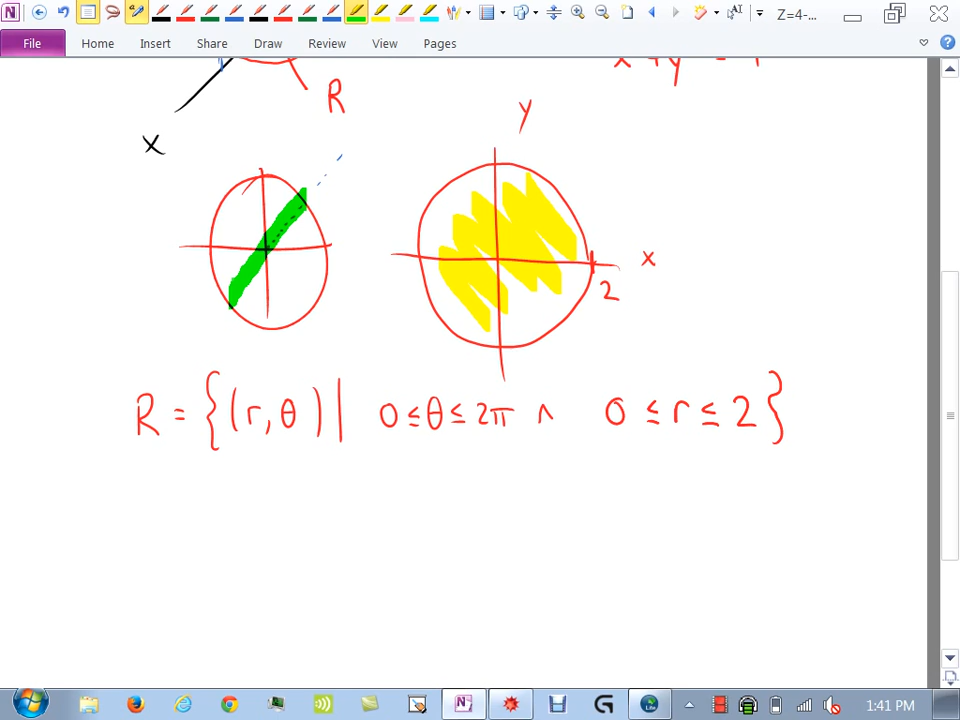 Z=4-...
File Home Insert Share Draw Review View Pages
R
x
y
x
2
R = {(r, θ) | 0 ≤ θ ≤ 2π ∧ 0 ≤ r ≤ 2}
1:41 PM